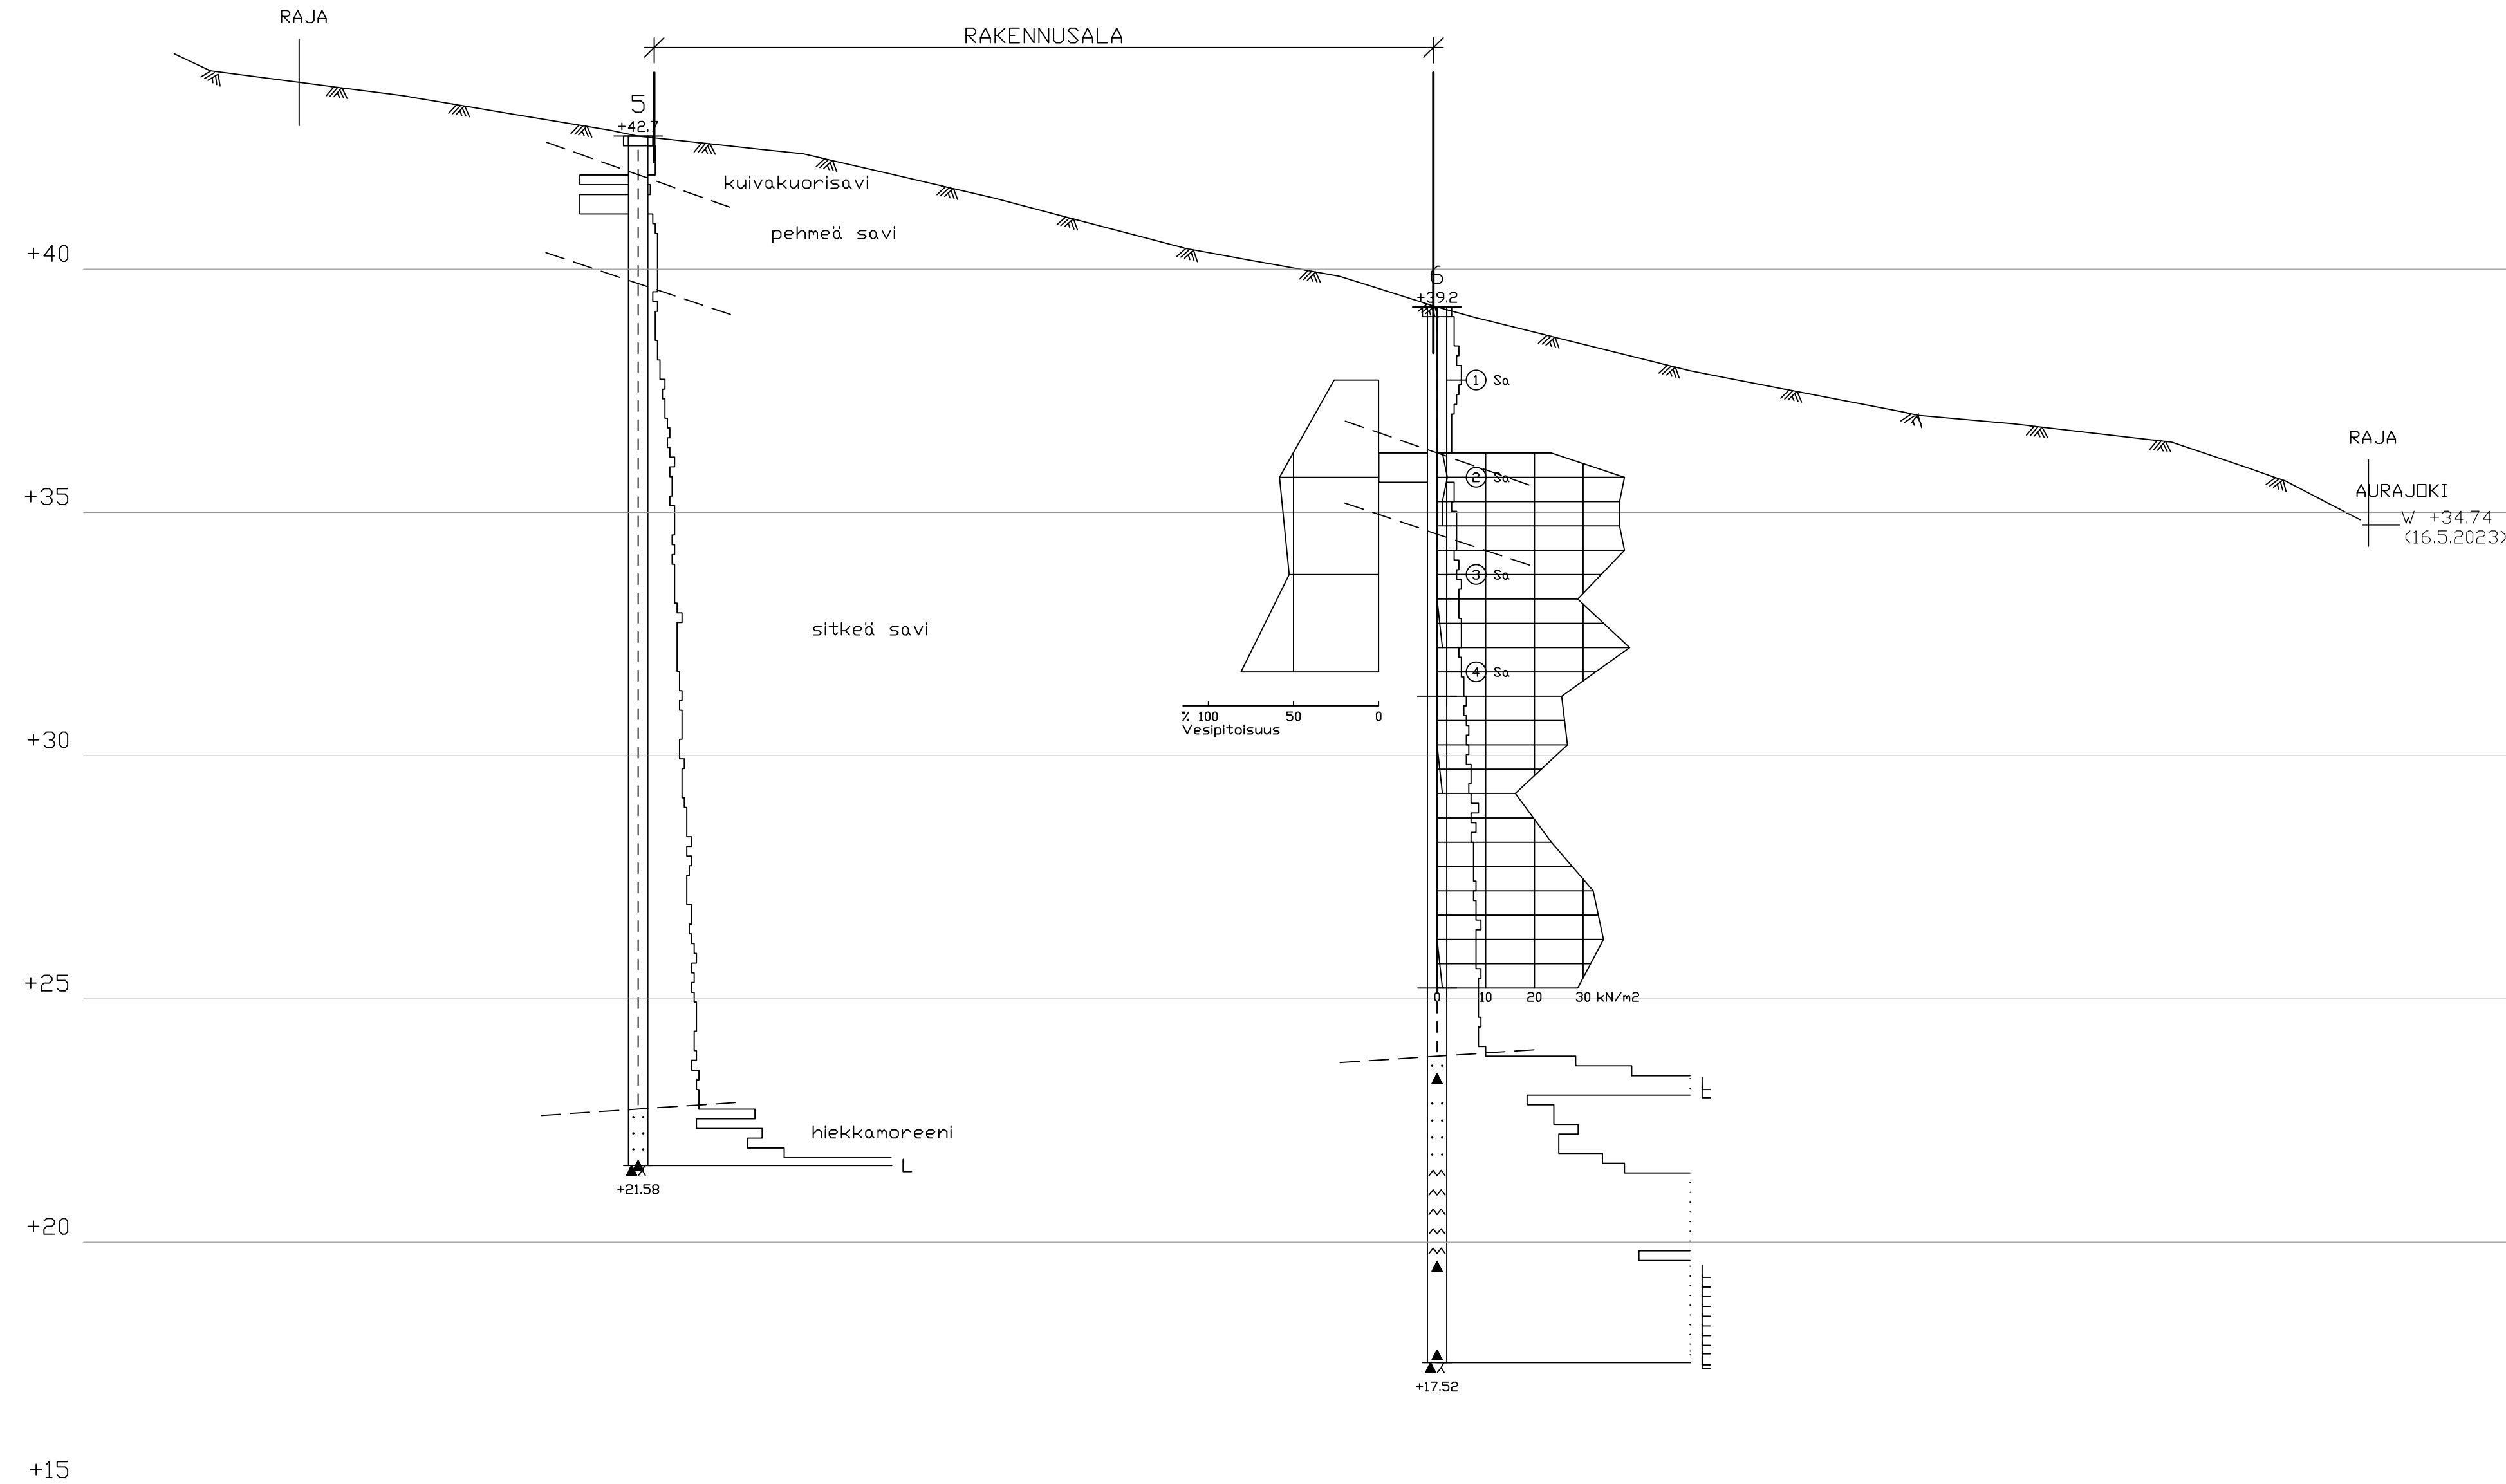 RAJA
RAKENNUSALA
5
+42.7
kuivakuorisavi
pehmeä savi
+40
6
+39.2
1 Sa
RAJA
2 Sa
+35
AURAJOKI
W +34.74
(16.5.2023)
3 Sa
sitkeä savi
4 Sa
% 100 50 0
Vesipitoisuus
+30
+25
0 10 20 30 kN/m2
hiekkamoreeni
L
+21.58
+20
+17.52
+15